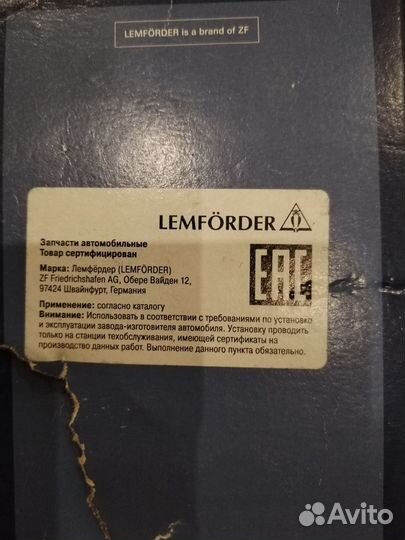 LEMFÖRDER is a brand of ZF
LEMFÖRDER
Запчасти автомобильные
Товар сертифицирован
EAC
Марка: Лемфёрдер (LEMFÖRDER)
ZF Friedrichshafen AG, Обере Вайден 12,
97424 Швайнфурт, Германия
Применение: согласно каталогу
Внимание: Использовать в соответствии с требованиями по установке
и эксплуатации завода-изготовителя автомобиля. Установку проводить
только на станции техобслуживания, имеющей сертификаты на
производство данных работ. Выполнение данного пункта обязательно.
Avito